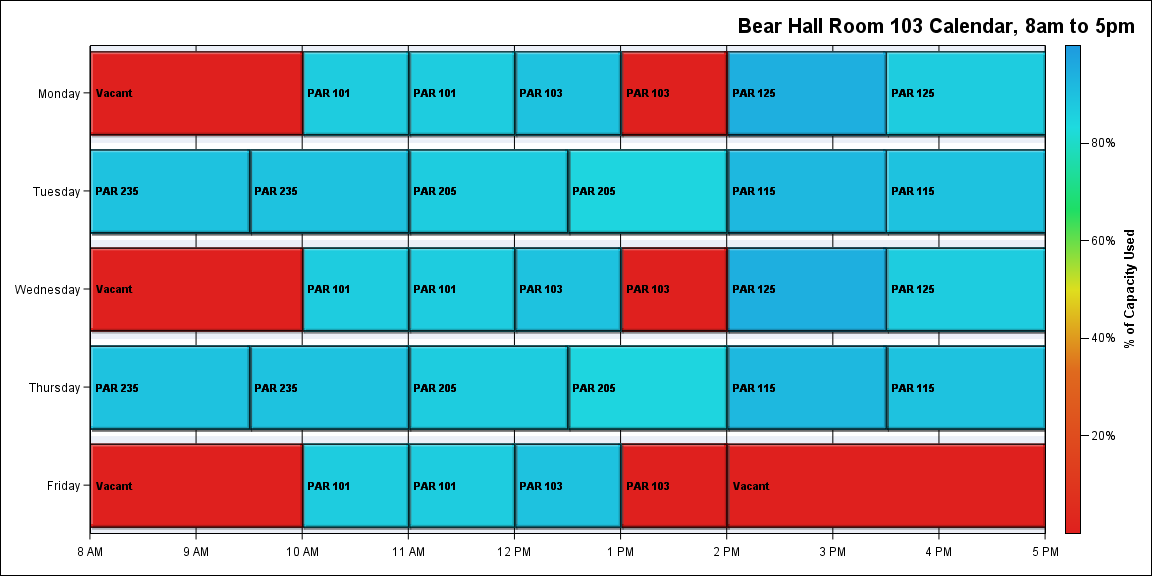 Bear Hall Room 103 Calendar, 8am to 5pm
Monday
Vacant
PAR 101
PAR 101
PAR 103
PAR 103
PAR 125
PAR 125
Tuesday
PAR 235
PAR 235
PAR 205
PAR 205
PAR 115
PAR 115
Wednesday
Vacant
PAR 101
PAR 101
PAR 103
PAR 103
PAR 125
PAR 125
Thursday
PAR 235
PAR 235
PAR 205
PAR 205
PAR 115
PAR 115
Friday
Vacant
PAR 101
PAR 101
PAR 103
PAR 103
Vacant
8 AM
9 AM
10 AM
11 AM
12 PM
1 PM
2 PM
3 PM
4 PM
5 PM
80%
60%
40%
20%
% of Capacity Used